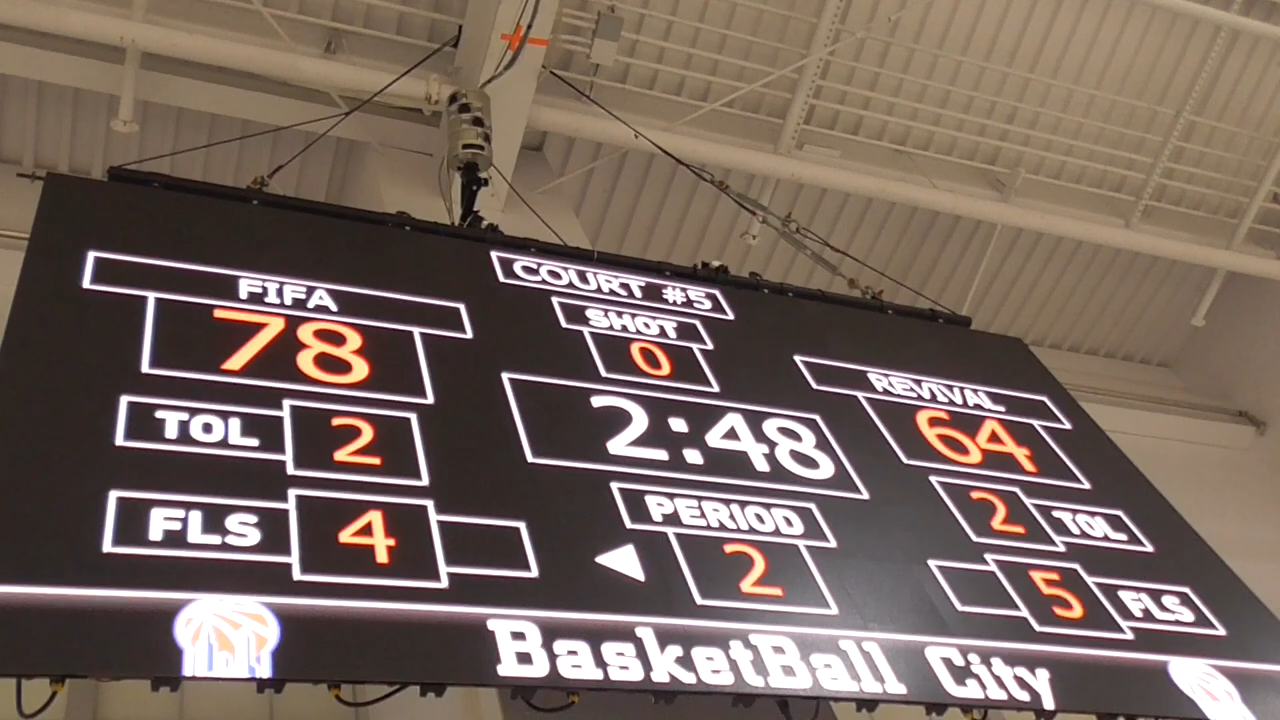 COURT #5
FIFA
78
SHOT
0
REVIVAL
64
TOL 2
2:48
2 TOL
FLS 4
PERIOD
2
5 FLS
BasketBall City